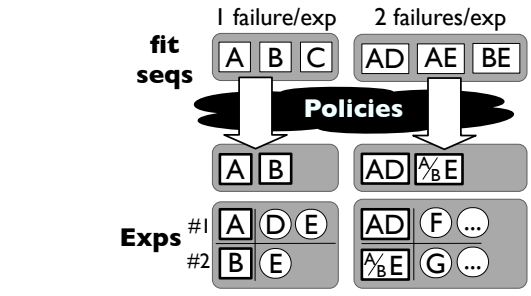 1 failure/exp 2 failures/exp
fit seqs A B C AD AE BE
Policies
A B AD A/B E
Exps #1 A D E AD F ...
#2 B E A/B E G ...